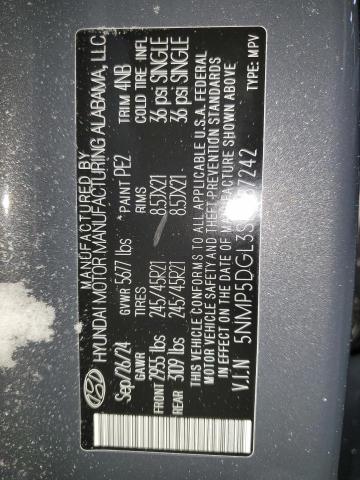 MANUFACTURED BY
HYUNDAI MOTOR MANUFACTURING ALABAMA, LLC.
Sep/26/24 GVWR 5677 lbs *PAINT PE2 TRIM 4NB
GAWR TIRES RIMS COLD TIRE INFL
FRONT 2955 lbs 245/45R21 8.5JX21 36 psi SINGLE
REAR 3109 lbs 245/45R21 8.5JX21 36 psi SINGLE
THIS VEHICLE CONFORMS TO ALL APPLICABLE U.S.A. FEDERAL
MOTOR VEHICLE SAFETY AND THEFT PREVENTION STANDARDS
IN EFFECT ON THE DATE OF MANUFACTURE SHOWN ABOVE
V.I.N TYPE: MPV